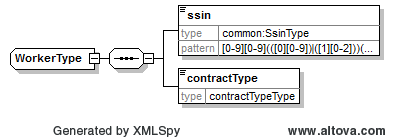 ssin
type common:SsinType
pattern [0-9][0-9](([0][0-9])|([1][0-2]))(...
WorkerType
contractType
type contractTypeType
Generated by XMLSpy www.altova.com